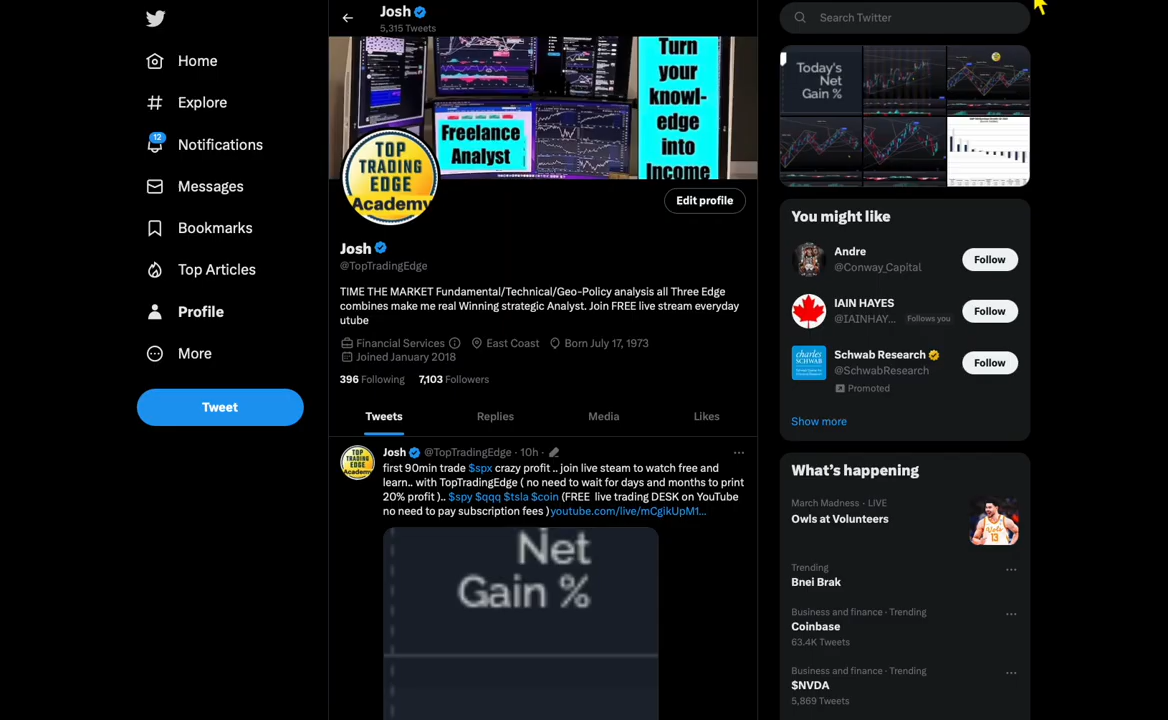 Josh
5,315 Tweets
Search Twitter
Home
Explore
12
Notifications
Messages
Bookmarks
Top Articles
Profile
More
Tweet
Freelance
Analyst
Turn
your
knowl-
edge
into
Income
TOP
TRADING
EDGE
Academy
Edit profile
Josh
@TopTradingEdge
TIME THE MARKET Fundamental/Technical/Geo-Policy analysis all Three Edge
combines make me real Winning strategic Analyst. Join FREE live stream everyday
utube
Financial Services
East Coast
Born July 17, 1973
Joined January 2018
396 Following 7,103 Followers
Tweets
Replies
Media
Likes
TOP
TRADING
EDGE
Academy
Josh @TopTradingEdge · 10h ·
first 90min trade $spx crazy profit .. join live steam to watch free and
learn.. with TopTradingEdge ( no need to wait for days and months to print
20% profit ).. $spy $qqq $tsla $coin (FREE live trading DESK on YouTube
no need to pay subscription fees )youtube.com/live/mCgikUpM1...
Net
Gain %
Today's
Net
Gain %
You might like
Andre
@Conway_Capital
Follow
IAIN HAYES
@IAINHAY... Follows you
Follow
charles
SCHWAB
Schwab Research
@SchwabResearch
Promoted
Follow
Show more
What's happening
March Madness · LIVE
Owls at Volunteers
Trending
Bnei Brak
Business and finance · Trending
Coinbase
63.4K Tweets
Business and finance · Trending
$NVDA
5,869 Tweets